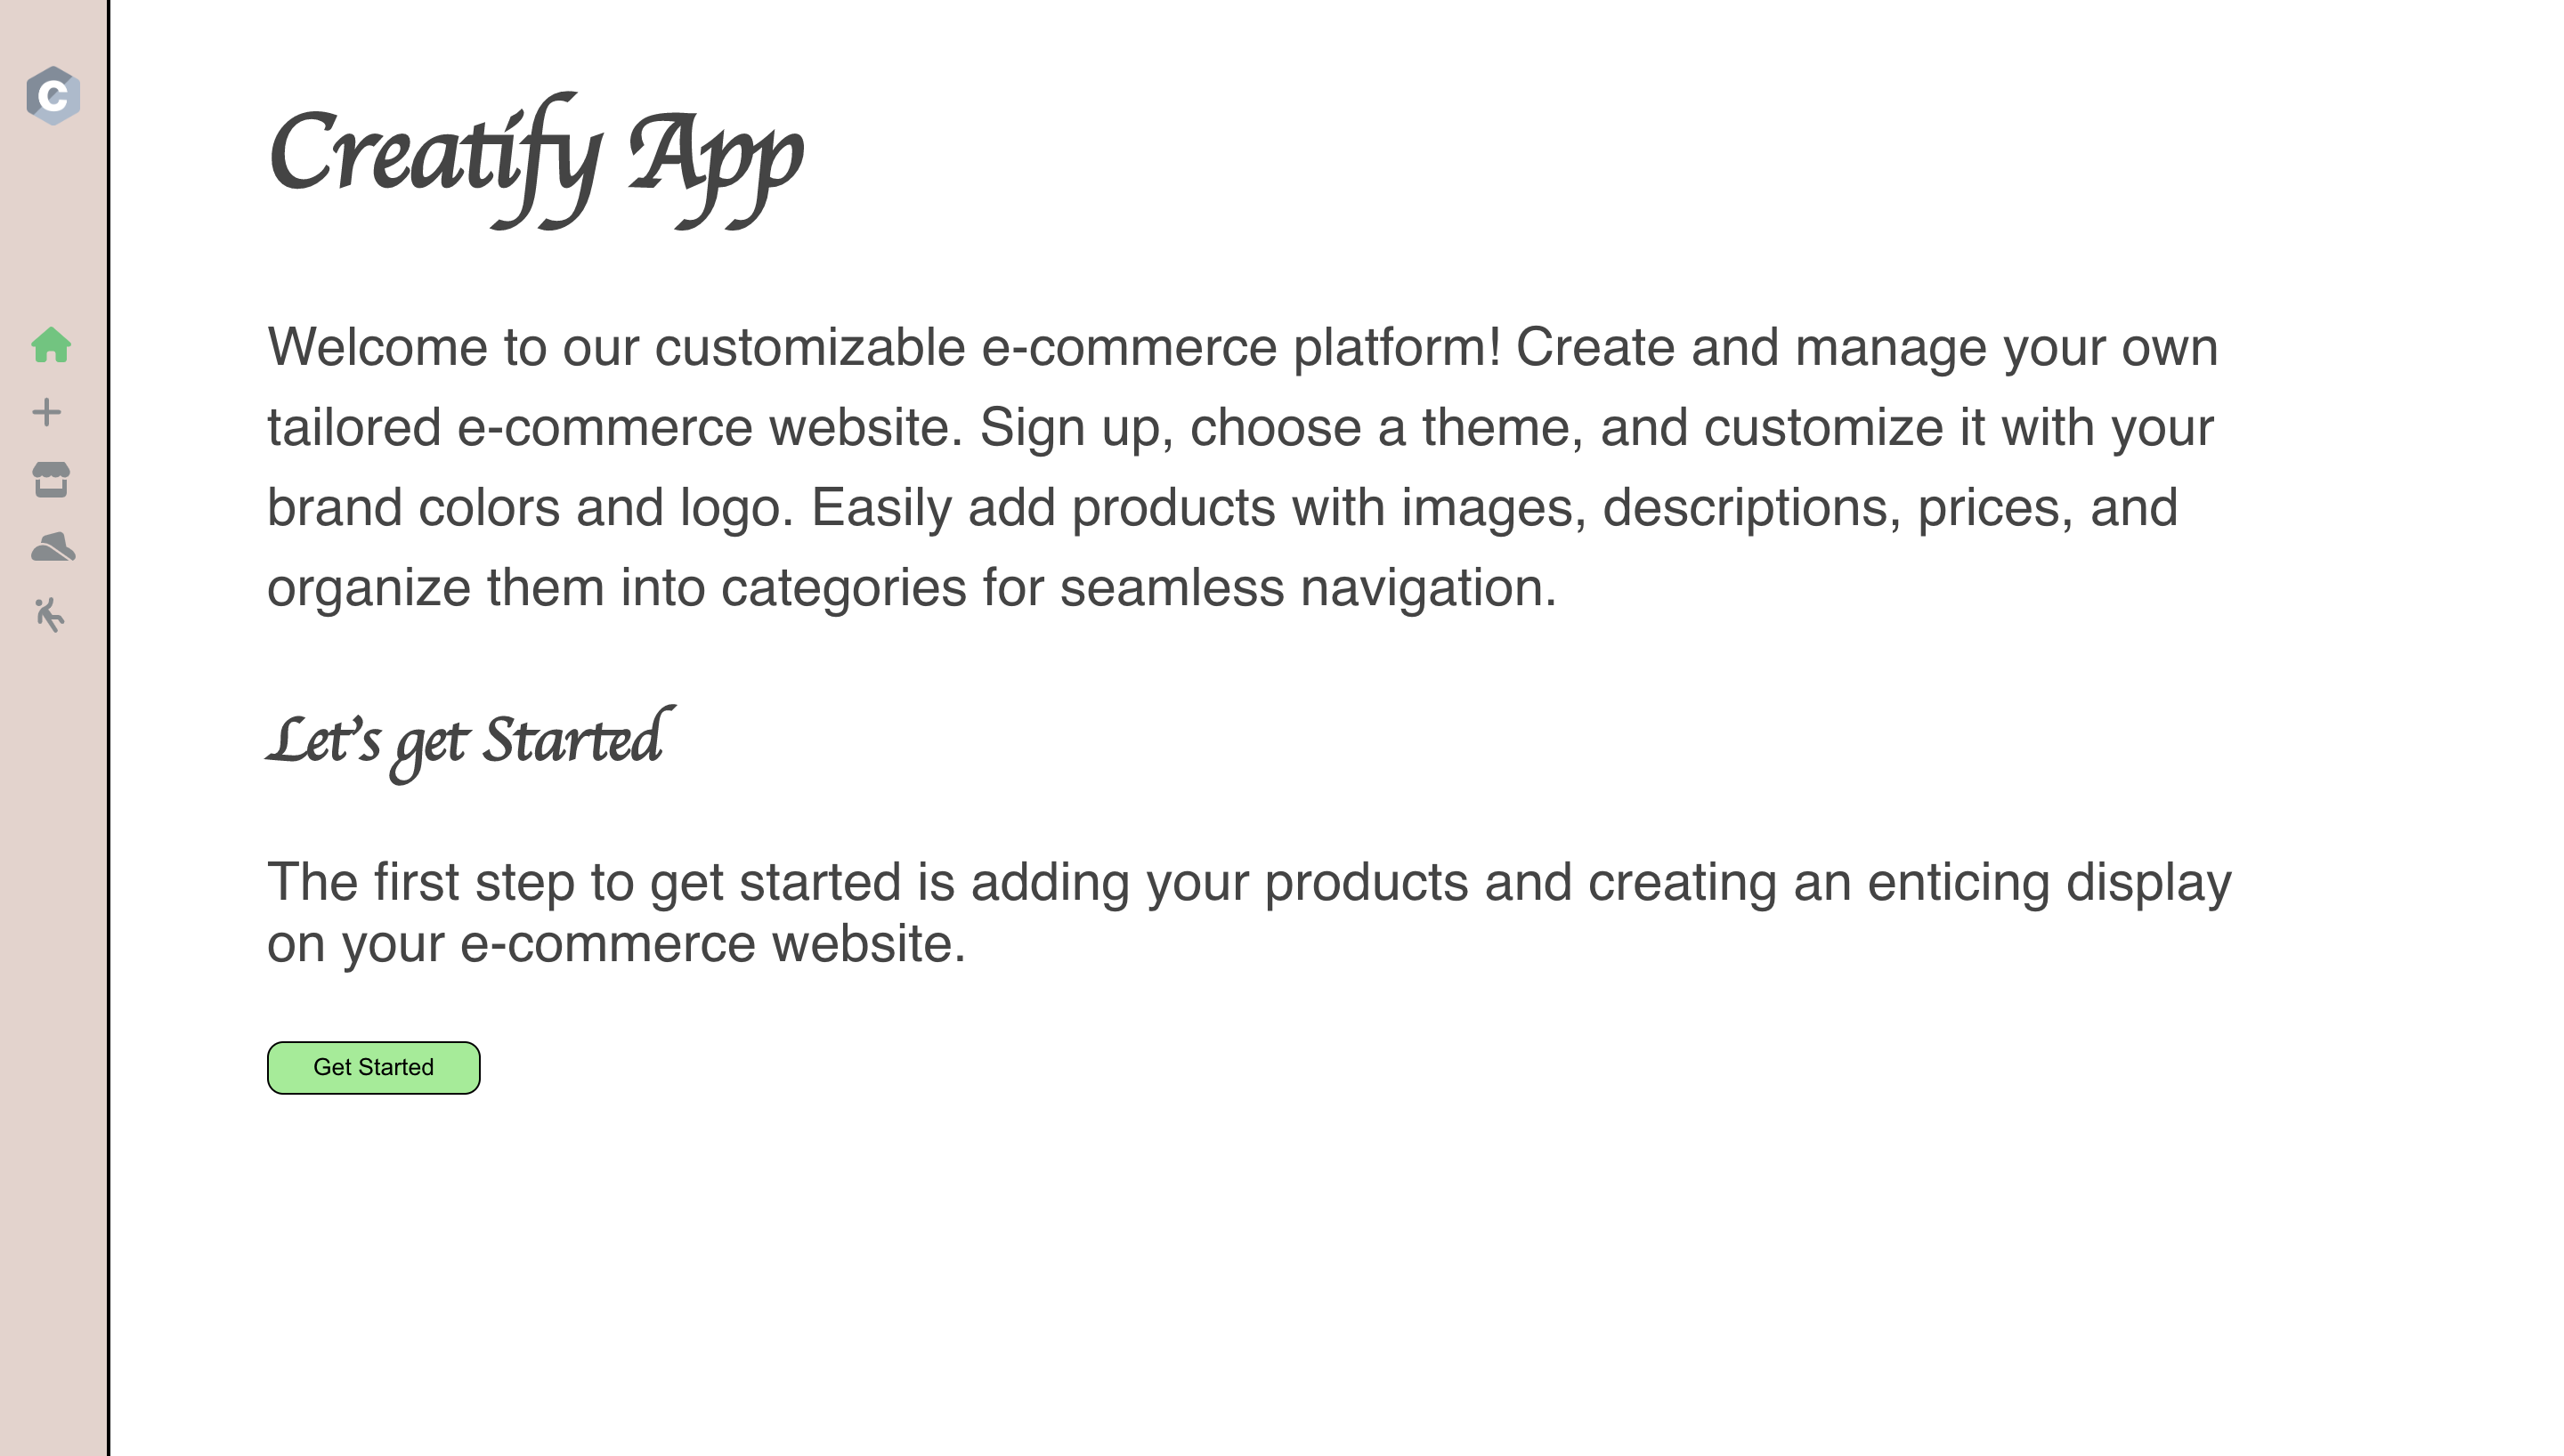 C
Creatify App
Welcome to our customizable e-commerce platform! Create and manage your own
tailored e-commerce website. Sign up, choose a theme, and customize it with your
brand colors and logo. Easily add products with images, descriptions, prices, and
organize them into categories for seamless navigation.
Let's get Started
The first step to get started is adding your products and creating an enticing display
on your e-commerce website.
Get Started